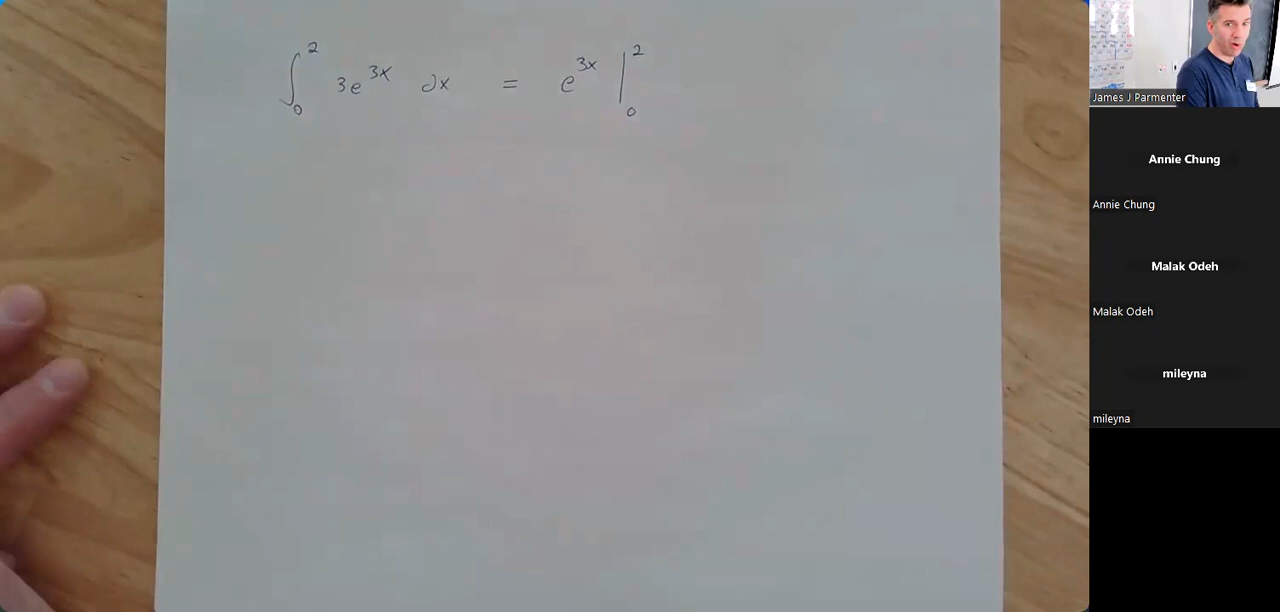 ∫₀² 3e^{3x} dx = e^{3x} |₀²
James J Parmenter
Annie Chung
Annie Chung
Malak Odeh
Malak Odeh
mileyna
mileyna